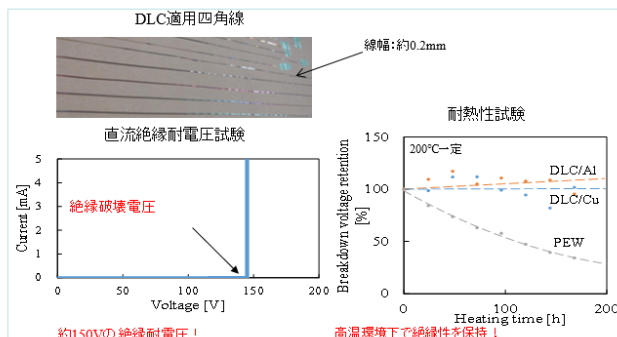 DLC適用四角線
線幅:約0.2mm
直流絶縁耐電圧試験
5
4
3
2
1
0
Current [mA]
絶縁破壊電圧
0
50
100
150
200
Voltage [V]
約150Vの絶縁耐電圧!
耐熱性試験
150
100
50
0
Breakdown voltage retention
[%]
200℃一定
DLC/Al
DLC/Cu
PEW
0
100
200
Heating time [h]
高温環境下で絶縁性を保持!